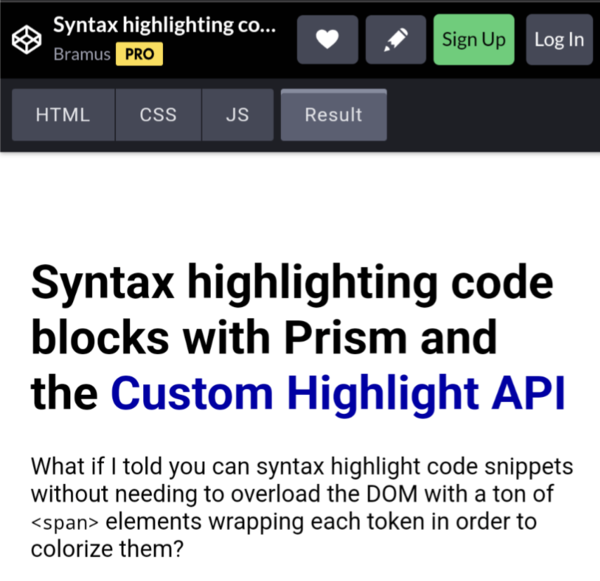 Syntax highlighting co...
Bramus PRO
Sign Up
Log In
HTML
CSS
JS
Result
Syntax highlighting code
blocks with Prism and
the Custom Highlight API
What if I told you can syntax highlight code snippets
without needing to overload the DOM with a ton of
<span> elements wrapping each token in order to
colorize them?